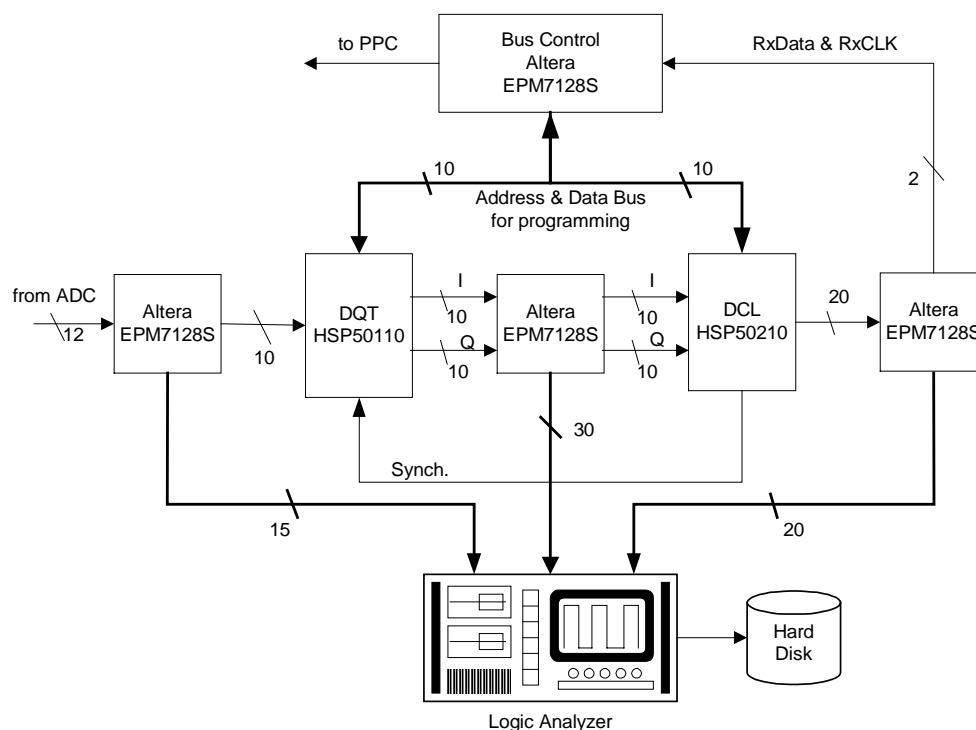 to PPC
Bus Control
Altera
EPM7128S
RxData & RxCLK
10
10
2
Address & Data Bus
for programming
from ADC
12
Altera
EPM7128S
10
DQT
HSP50110
I
10
Q
10
Altera
EPM7128S
I
10
Q
10
DCL
HSP50210
20
Altera
EPM7128S
30
Synch.
15
20
Hard
Disk
Logic Analyzer